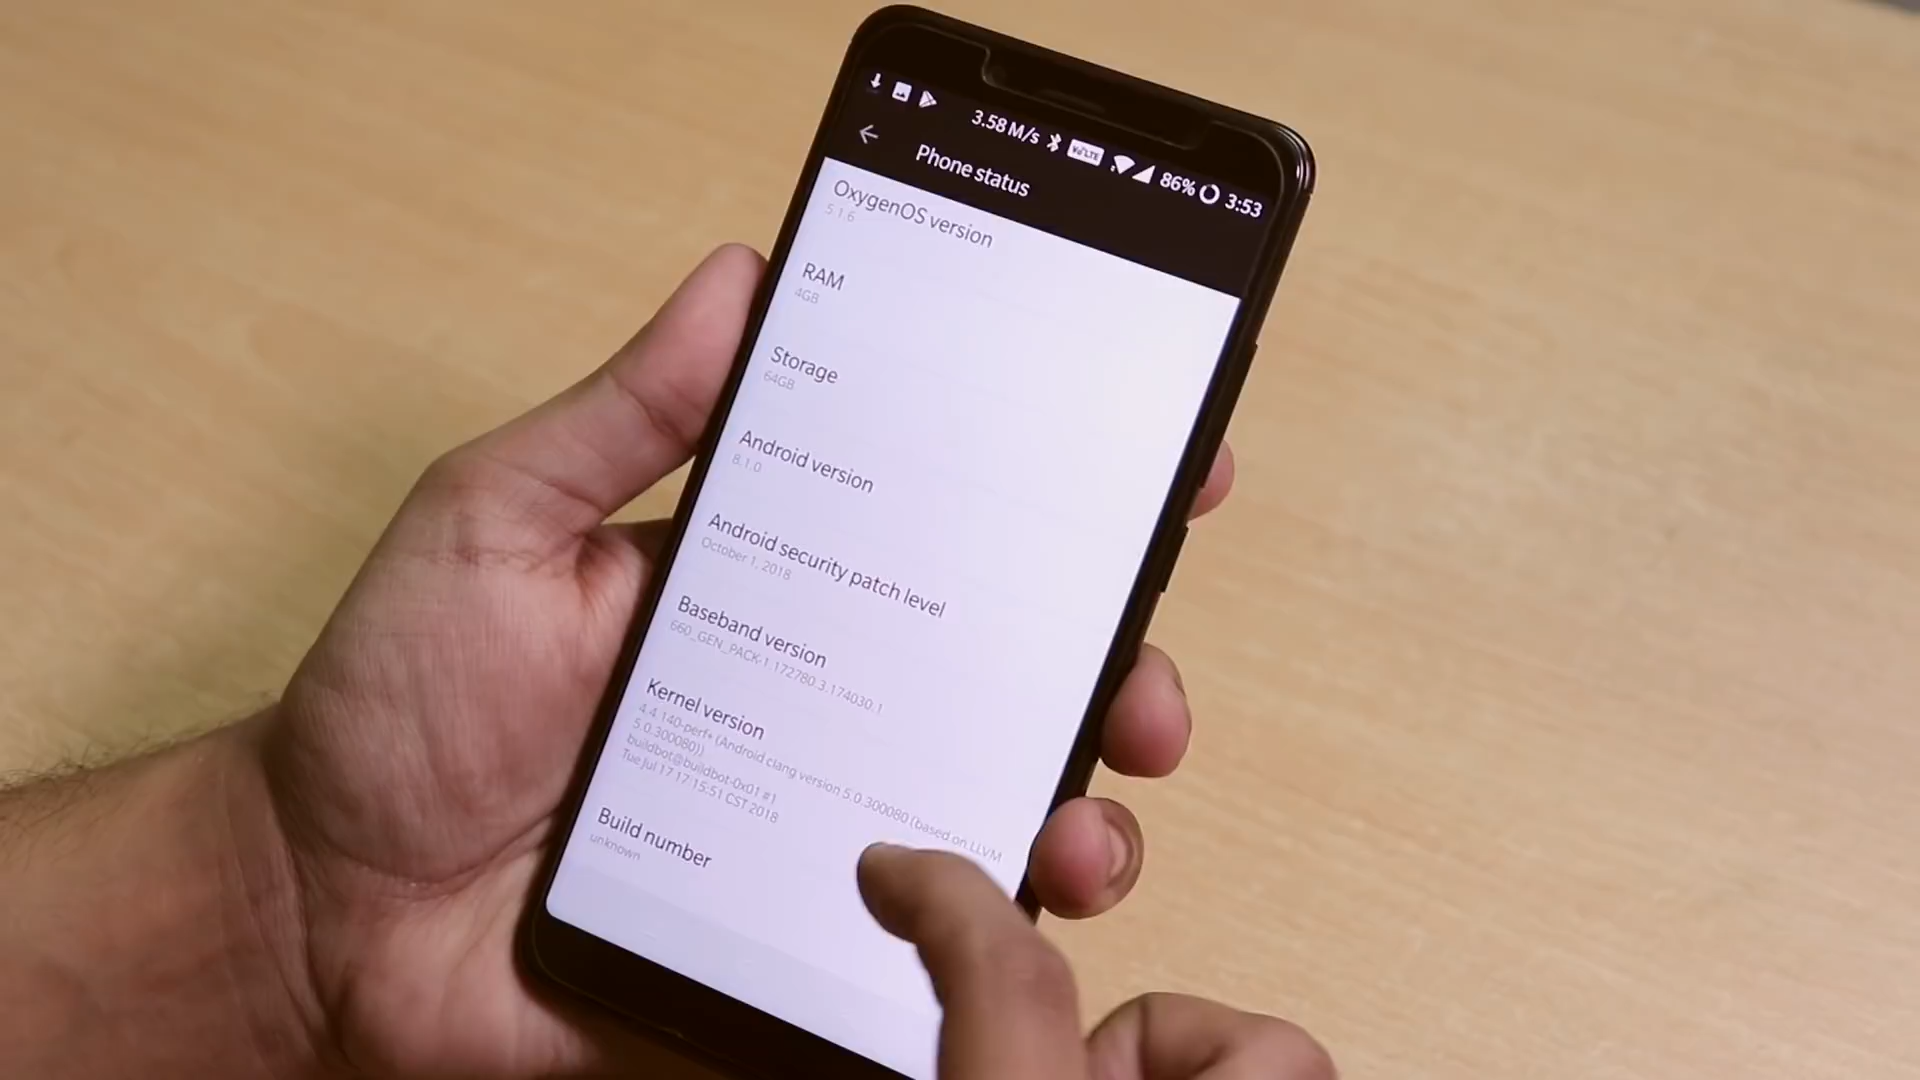 3.58 M/s VoLTE 86% 3:53
Phone status
OxygenOS version
5.1.6
RAM
4GB
Storage
64GB
Android version
8.1.0
Android security patch level
October 1, 2018
Baseband version
660_GEN_PACK-1.172780.3.174030.1
Kernel version
4.4.140-perf+ (Android clang version 5.0.300080 (based on LLVM
5.0.300080))
buildbot@buildbot-0x01 #1
Tue Jul 17 17:15:51 CST 2018
Build number
unknown